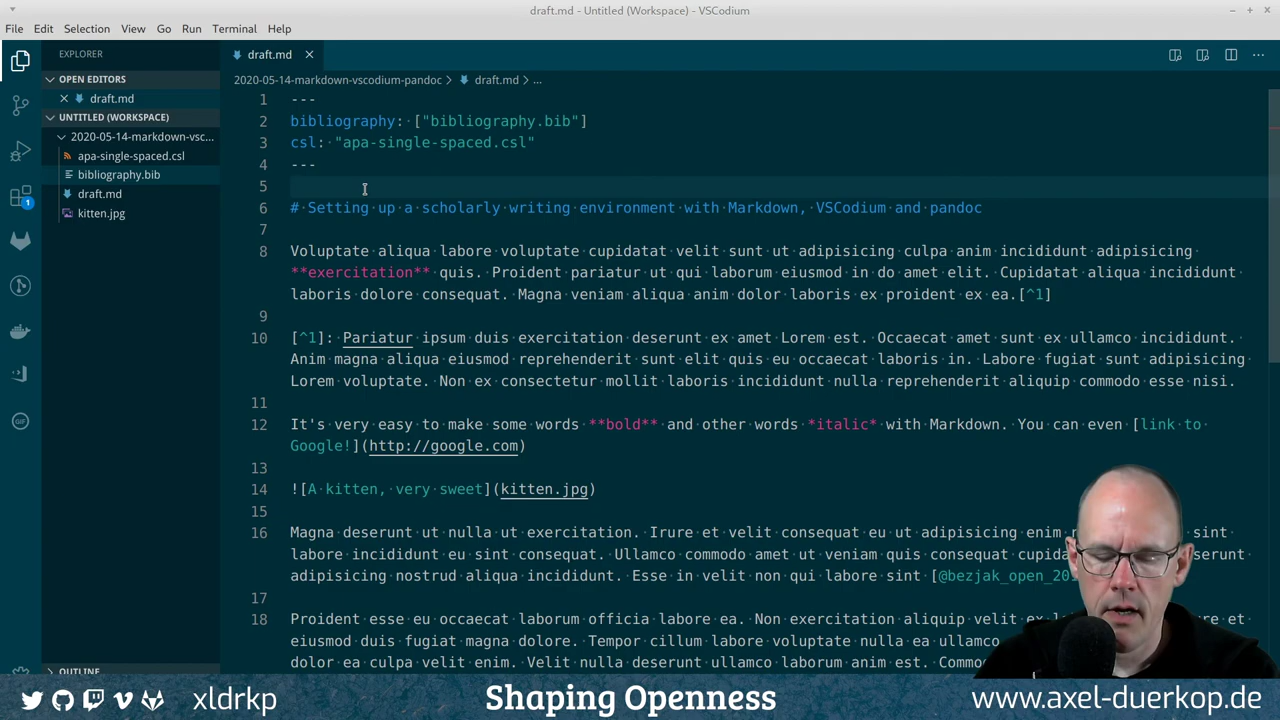 draft.md - Untitled (Workspace) - VSCodium
File Edit Selection View Go Run Terminal Help
EXPLORER
draft.md
OPEN EDITORS
draft.md
UNTITLED (WORKSPACE)
2020-05-14-markdown-vsc...
apa-single-spaced.csl
bibliography.bib
draft.md
kitten.jpg
OUTLINE
1
GIF
2020-05-14-markdown-vscodium-pandoc > draft.md > ...
1 ---
2 bibliography: ["bibliography.bib"]
3 csl: "apa-single-spaced.csl"
4 ---
5
6 # Setting up a scholarly writing environment with Markdown, VSCodium and pandoc
7
8 Voluptate aliqua labore voluptate cupidatat velit sunt ut adipisicing culpa anim incididunt adipisicing
**exercitation** quis. Proident pariatur ut qui laborum eiusmod in do amet elit. Cupidatat aliqua incididunt
laboris dolore consequat. Magna veniam aliqua anim dolor laboris ex proident ex ea.[^1]
9
10 [^1]: Pariatur ipsum duis exercitation deserunt ex amet Lorem est. Occaecat amet sunt ex ullamco incididunt.
Anim magna aliqua eiusmod reprehenderit sunt elit quis eu occaecat laboris in. Labore fugiat sunt adipisicing
Lorem voluptate. Non ex consectetur mollit laboris incididunt nulla reprehenderit aliquip commodo esse nisi.
11
12 It's very easy to make some words **bold** and other words *italic* with Markdown. You can even [link to
Google!](http://google.com)
13
14 ![A kitten, very sweet](kitten.jpg)
15
16 Magna deserunt ut nulla ut exercitation. Irure et velit consequat eu ut adipisicing enim sint
labore incididunt eu sint consequat. Ullamco commodo amet ut veniam quis consequat deserunt
adipisicing nostrud aliqua incididunt. Esse in velit non qui labore sint [@bezjak_open_20
17
18 Proident esse eu occaecat laborum officia labore ea. Non exercitation aliquip velit ex et
eiusmod duis fugiat magna dolore. Tempor cillum labore voluptate nulla ea ullamco
dolor ea culpa velit enim. Velit nulla ullamco laborum anim est.
xldrkp
Shaping Openness
www.axel-duerkop.de